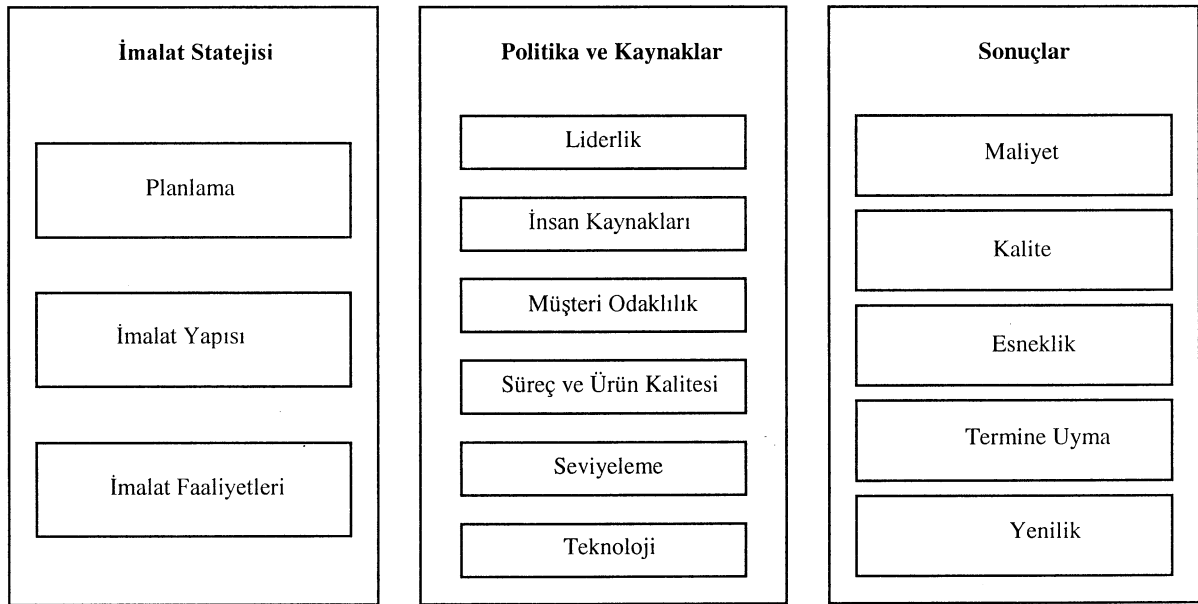 İmalat Statejisi
Planlama
İmalat Yapısı
İmalat Faaliyetleri
Politika ve Kaynaklar
Liderlik
İnsan Kaynakları
Müşteri Odaklılık
Süreç ve Ürün Kalitesi
Seviyeleme
Teknoloji
Sonuçlar
Maliyet
Kalite
Esneklik
Termine Uyma
Yenilik